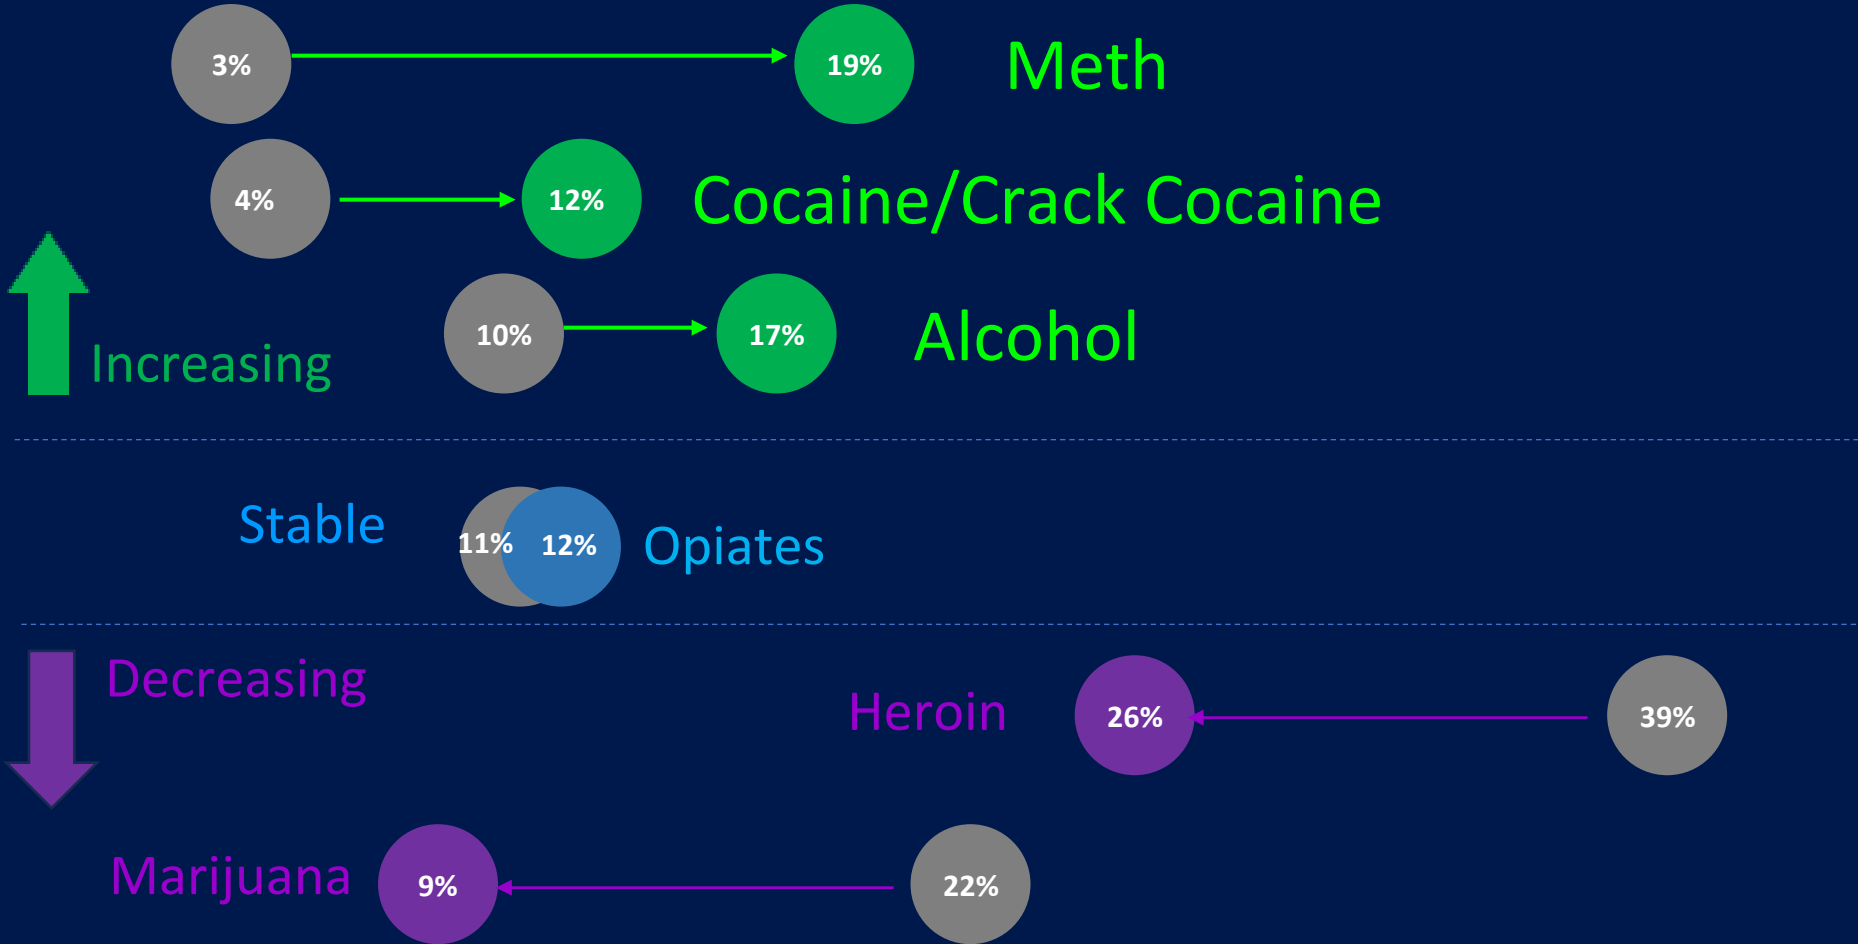 3% 19% Meth
4% 12% Cocaine/Crack Cocaine
10% 17% Alcohol
Increasing
Stable 11% 12% Opiates
Decreasing
Heroin 26% 39%
Marijuana 9% 22%